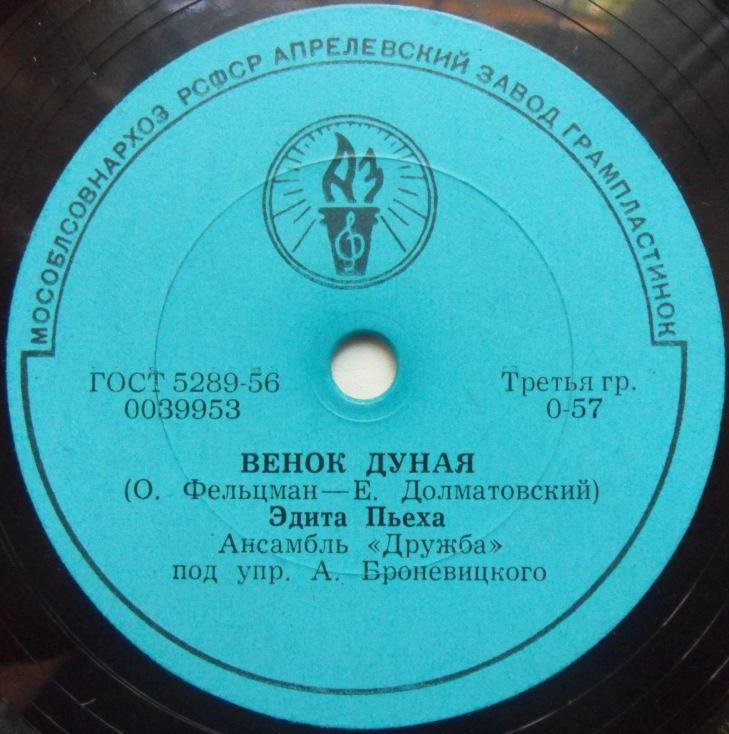 МОСОБЛСОВНАРХОЗ РСФСР АПРЕЛЕВСКИЙ ЗАВОД ГРАМПЛАСТИНОК
АЗ
ГОСТ 5289-56
0039953
Третья гр.
0-57
ВЕНОК ДУНАЯ
(О. Фельцман—Е. Долматовский)
Эдита Пьеха
Ансамбль «Дружба»
под упр. А. Броневицкого